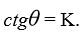 ctgθ = K.